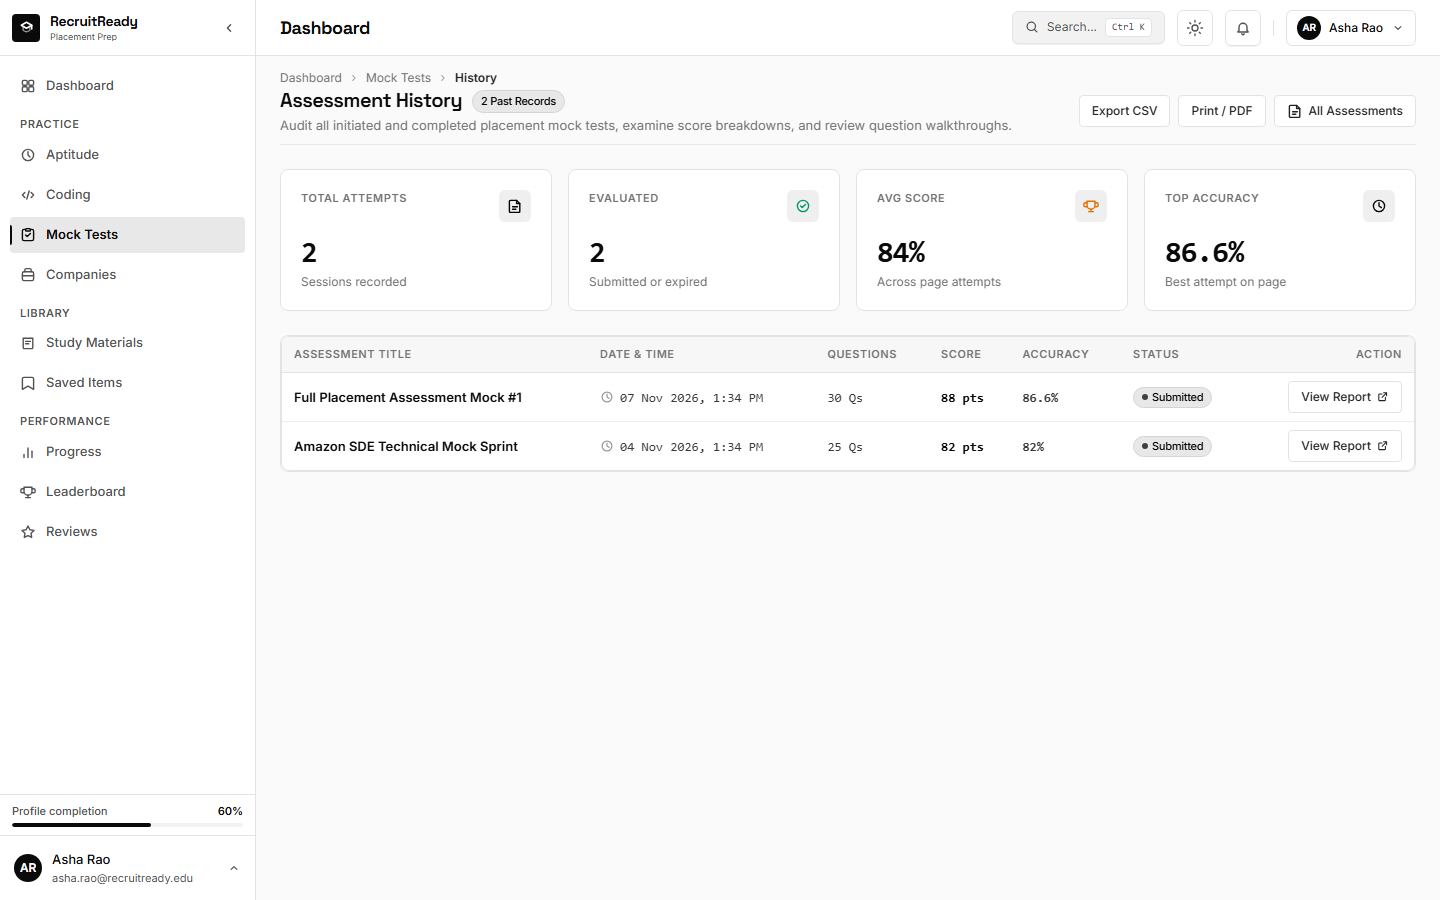 RecruitReady
Placement Prep
Dashboard
PRACTICE
Aptitude
Coding
Mock Tests
Companies
LIBRARY
Study Materials
Saved Items
PERFORMANCE
Progress
Leaderboard
Reviews
Profile completion 60%
AR Asha Rao
asha.rao@recruitready.edu
Dashboard
Search... Ctrl K
AR Asha Rao
Dashboard › Mock Tests › History
Assessment History 2 Past Records
Audit all initiated and completed placement mock tests, examine score breakdowns, and review question walkthroughs.
Export CSV Print / PDF All Assessments
TOTAL ATTEMPTS
2
Sessions recorded
EVALUATED
2
Submitted or expired
AVG SCORE
84%
Across page attempts
TOP ACCURACY
86.6%
Best attempt on page
ASSESSMENT TITLE DATE & TIME QUESTIONS SCORE ACCURACY STATUS ACTION
Full Placement Assessment Mock #1 07 Nov 2026, 1:34 PM 30 Qs 88 pts 86.6% Submitted View Report
Amazon SDE Technical Mock Sprint 04 Nov 2026, 1:34 PM 25 Qs 82 pts 82% Submitted View Report